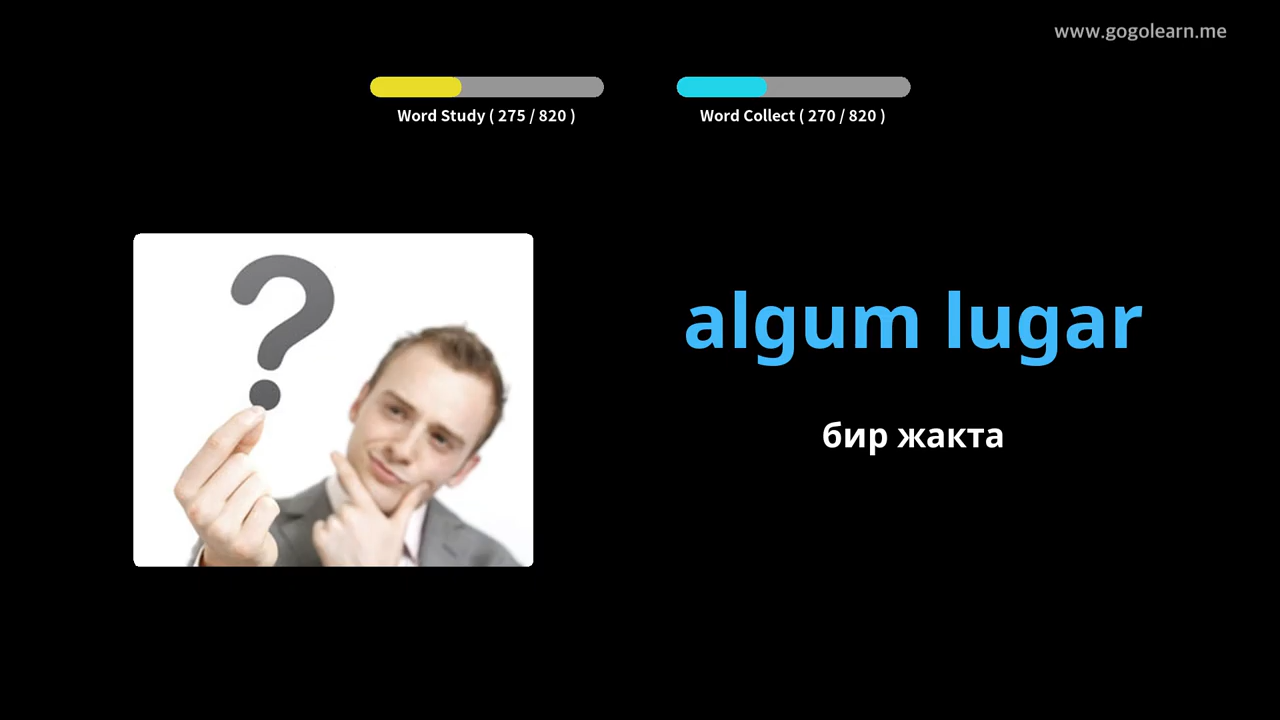 www.gogolearn.me
Word Study ( 275 / 820 )
Word Collect ( 270 / 820 )
?
algum lugar
бир жакта